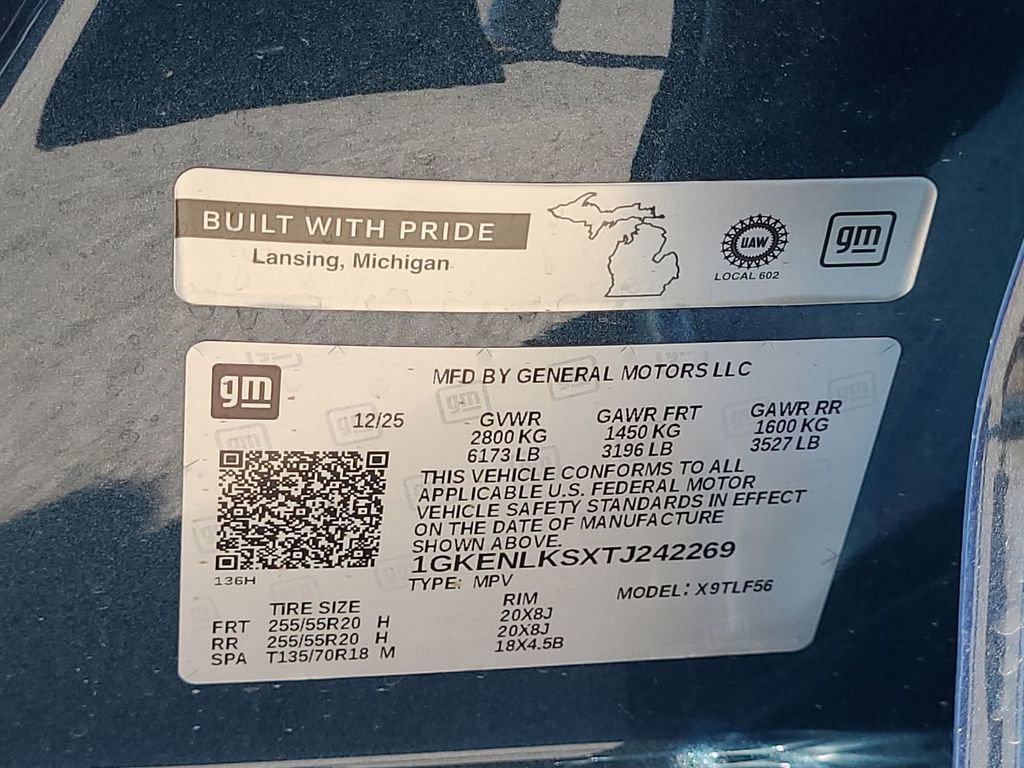 BUILT WITH PRIDE
Lansing, Michigan
UAW
LOCAL 602
gm
gm
MFD BY GENERAL MOTORS LLC
12/25 GVWR GAWR FRT GAWR RR
2800 KG 1450 KG 1600 KG
6173 LB 3196 LB 3527 LB
THIS VEHICLE CONFORMS TO ALL
APPLICABLE U.S. FEDERAL MOTOR
VEHICLE SAFETY STANDARDS IN EFFECT
ON THE DATE OF MANUFACTURE
SHOWN ABOVE.
1GKENLKSXTJ242269
136H
TYPE: MPV MODEL: X9TLF56
TIRE SIZE RIM
FRT 255/55R20 H 20X8J
RR 255/55R20 H 20X8J
SPA T135/70R18 M 18X4.5B